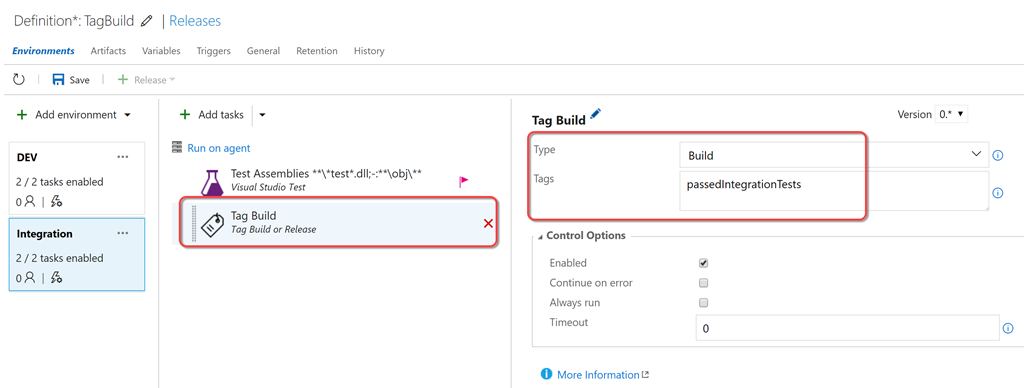 Definition*: TagBuild | Releases
Environments Artifacts Variables Triggers General Retention History
Save Release
Add environment
DEV ...
2 / 2 tasks enabled
0
Integration ...
2 / 2 tasks enabled
0
Add tasks
Run on agent
Test Assemblies **\*test*.dll;-:**\obj\**
Visual Studio Test
Tag Build
Tag Build or Release
Tag Build
Version 0.*
Type Build
Tags passedIntegrationTests
Control Options
Enabled
Continue on error
Always run
Timeout 0
More Information